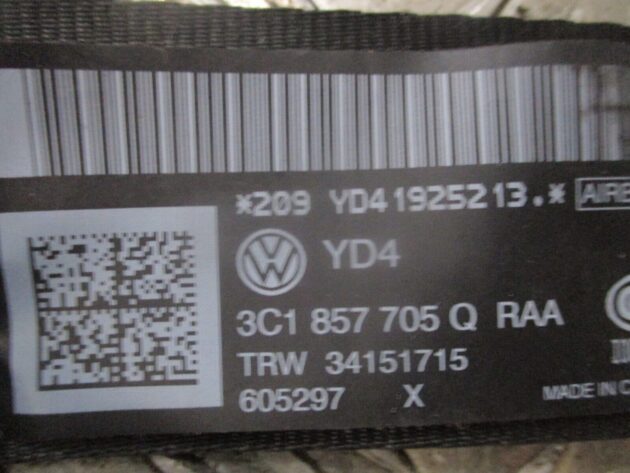 *209 YD41925213.* AIRB
YD4
3C1 857 705 Q RAA
TRW 34151715
605297 X
MADE IN C